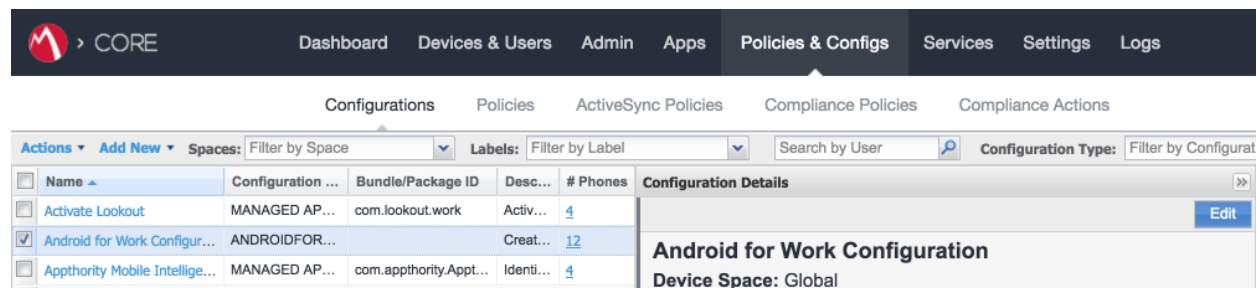 CORE Dashboard Devices & Users Admin Apps Policies & Configs Services Settings Logs
Configurations Policies ActiveSync Policies Compliance Policies Compliance Actions
Actions Add New Spaces: Filter by Space Labels: Filter by Label Search by User Configuration Type: Filter by Configurat
Name Configuration ... Bundle/Package ID Desc... # Phones Configuration Details
Activate Lookout MANAGED AP... com.lookout.work Activ... 4
Edit
Android for Work Configur... ANDROIDFOR... Creat... 12
Android for Work Configuration
Appthority Mobile Intellige... MANAGED AP... com.appthority.Appt... Identi... 4
Device Space: Global